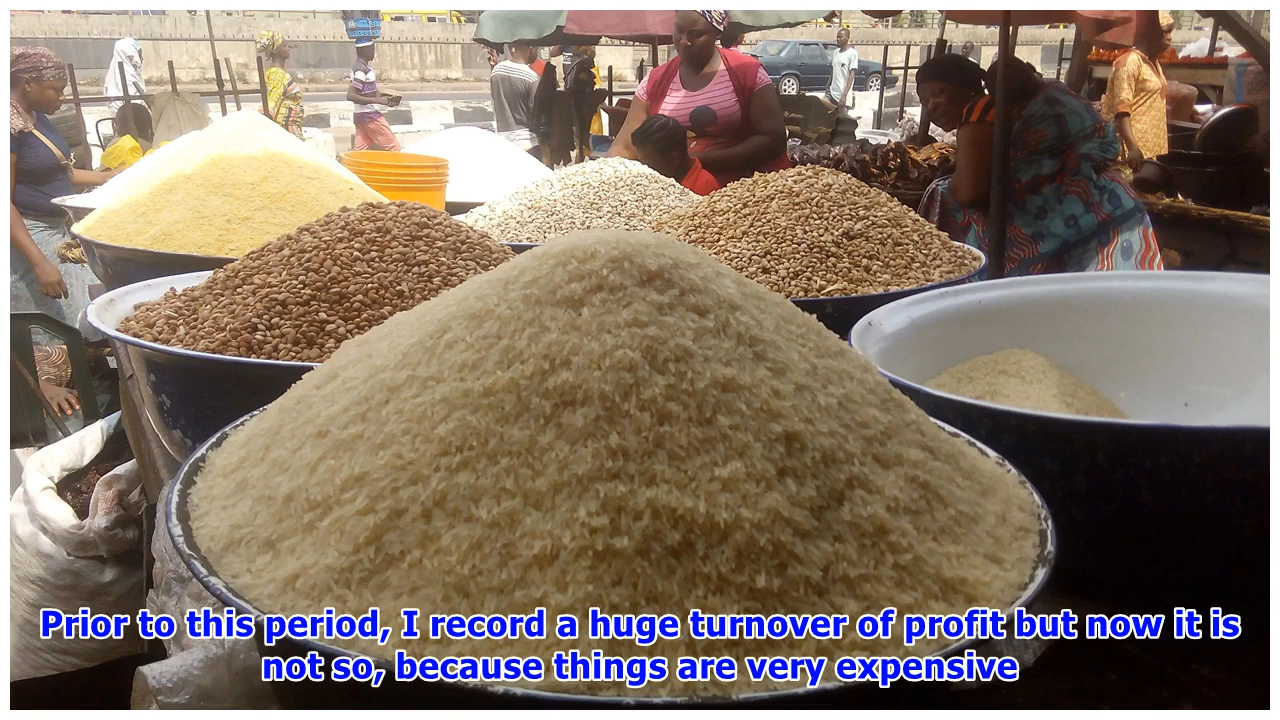 Prior to this period, I record a huge turnover of profit but now it is
not so, because things are very expensive